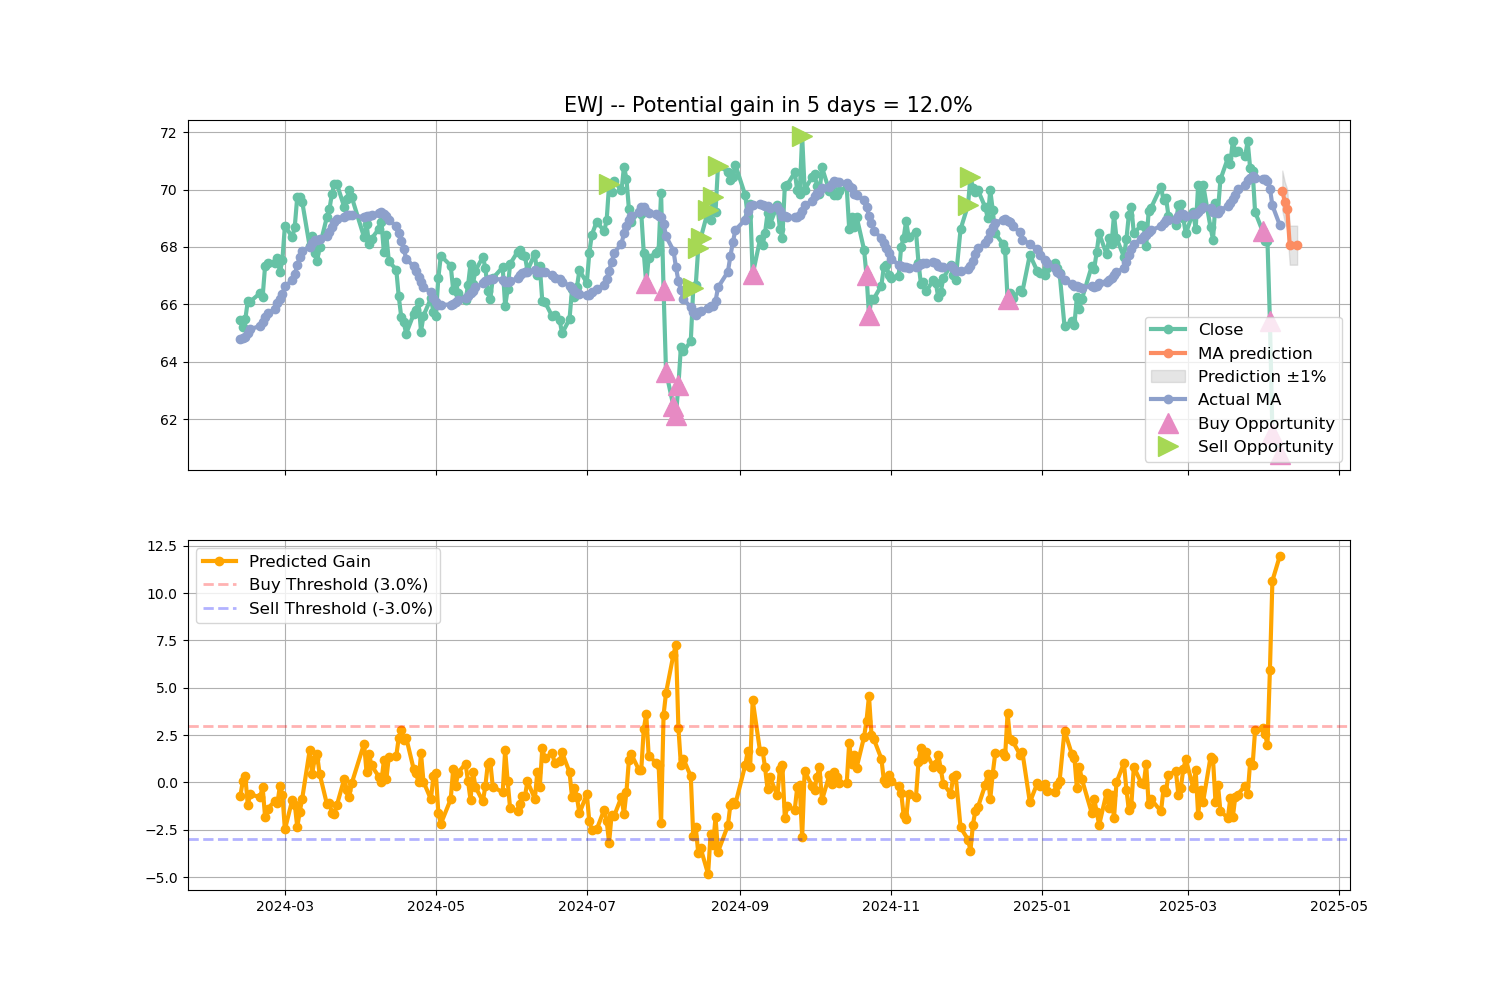 EWJ -- Potential gain in 5 days = 12.0%
72
70
68
66
64
62
Close
MA prediction
Prediction ±1%
Actual MA
Buy Opportunity
Sell Opportunity
12.5
10.0
7.5
5.0
2.5
0.0
−2.5
−5.0
Predicted Gain
Buy Threshold (3.0%)
Sell Threshold (-3.0%)
2024-03 2024-05 2024-07 2024-09 2024-11 2025-01 2025-03 2025-05